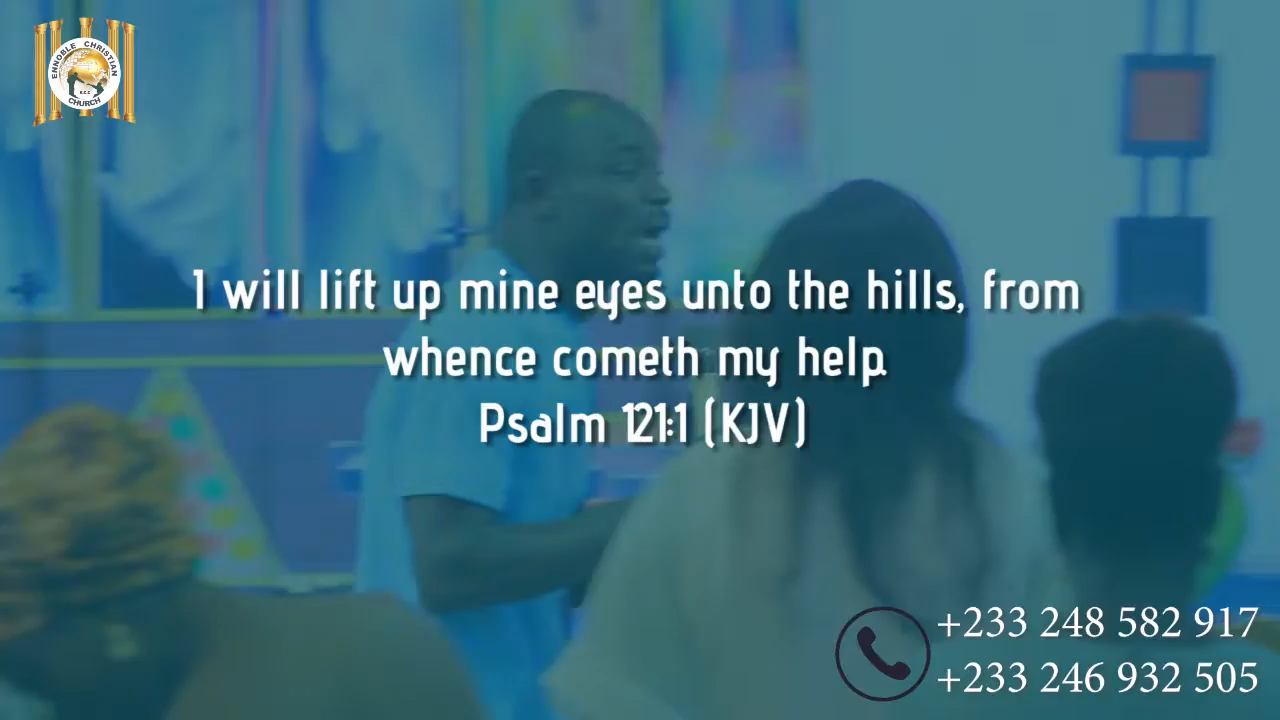 ENNOBLE CHRISTIAN
E.C.C
CHURCH
I will lift up mine eyes unto the hills, from
whence cometh my help.
Psalm 121:1 (KJV)
+233 248 582 917
+233 246 932 505